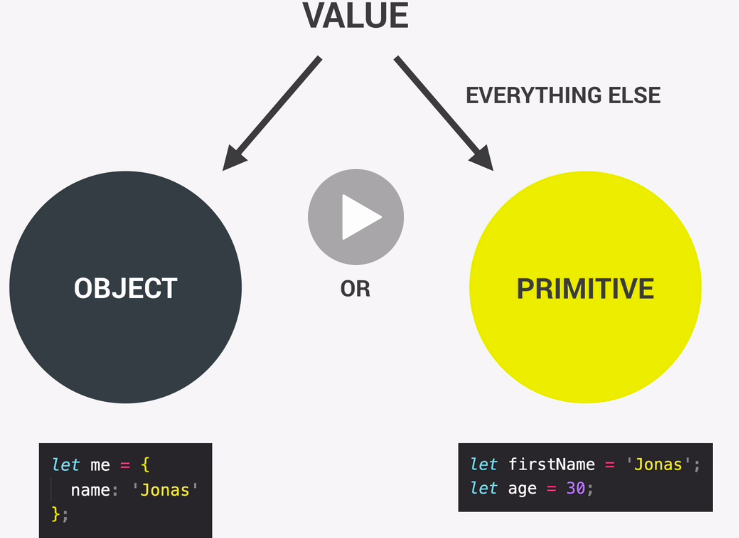 VALUE
EVERYTHING ELSE
OBJECT
OR
PRIMITIVE
let me = {
name: 'Jonas'
};
let firstName = 'Jonas';
let age = 30;